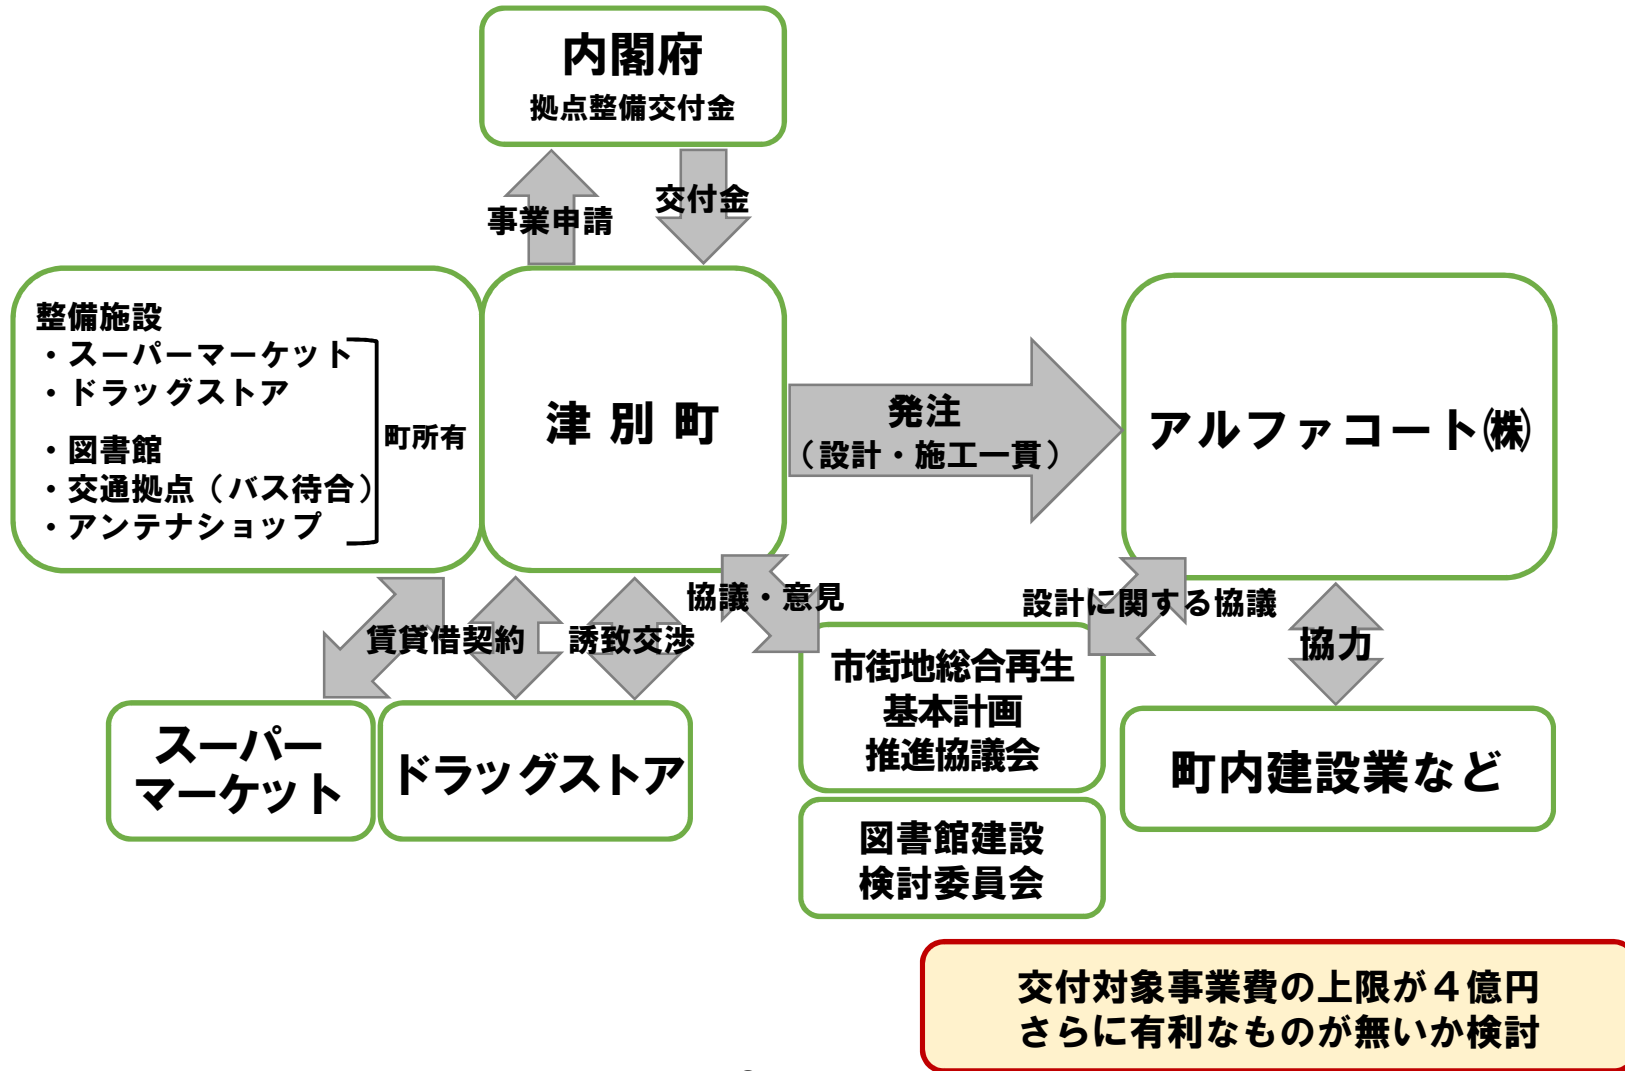 内閣府
拠点整備交付金
事業申請
交付金
整備施設
・スーパーマーケット
・ドラッグストア
・図書館
・交通拠点（バス待合）
・アンテナショップ
町所有
津別町
発注
（設計・施工一貫）
アルファコート㈱
賃貸借契約
誘致交渉
協議・意見
設計に関する協議
協力
スーパー
マーケット
ドラッグストア
市街地総合再生
基本計画
推進協議会
図書館建設
検討委員会
町内建設業など
交付対象事業費の上限が４億円
さらに有利なものが無いか検討